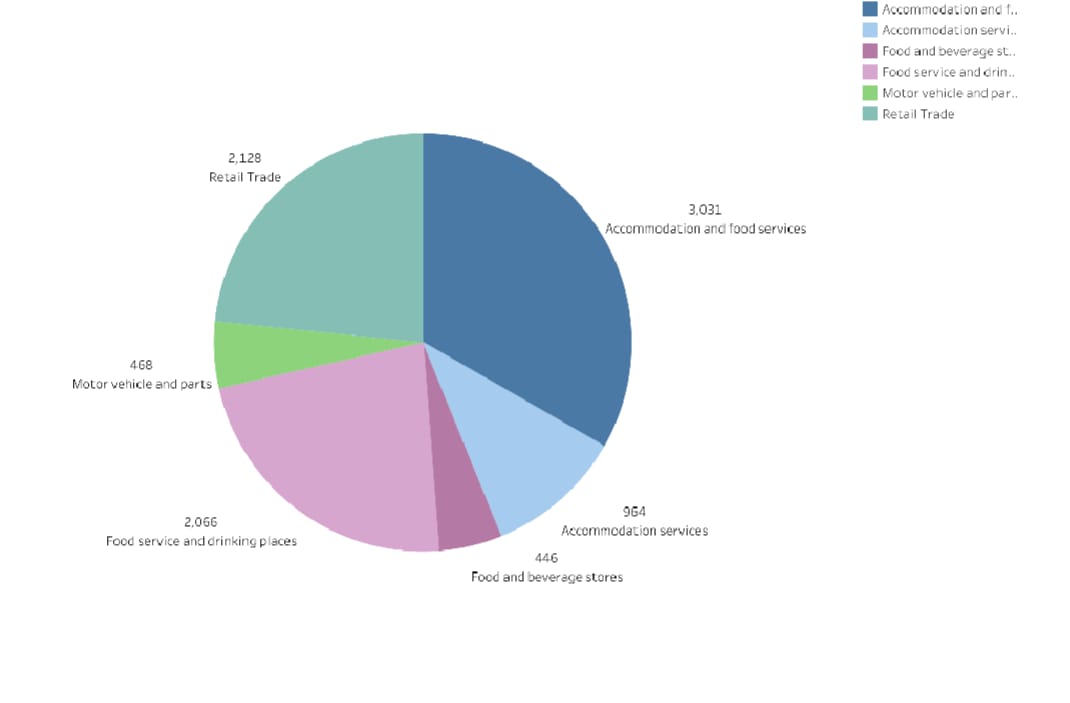 Accommodation and f..
Accommodation servi..
Food and beverage st..
Food service and drin..
Motor vehicle and par..
Retail Trade
2,128
Retail Trade
3,031
Accommodation and food services
468
Motor vehicle and parts
964
Accommodation services
2,066
Food service and drinking places
446
Food and beverage stores